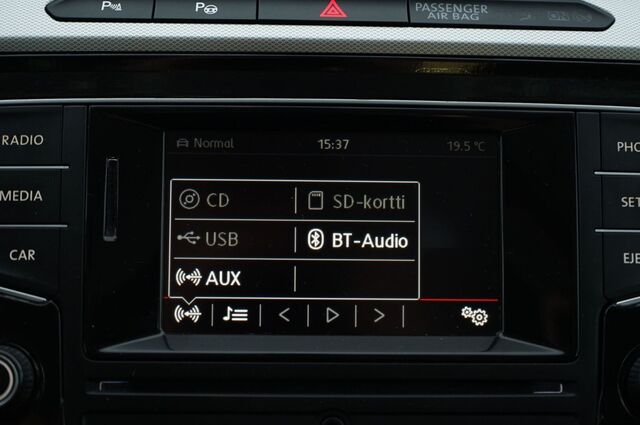 P P PASSENGER
AIR BAG ON
RADIO
MEDIA
CAR
Normal 15:37 19.5 °C
CD SD-kortti
USB BT-Audio
AUX
PHO
SET
EJE